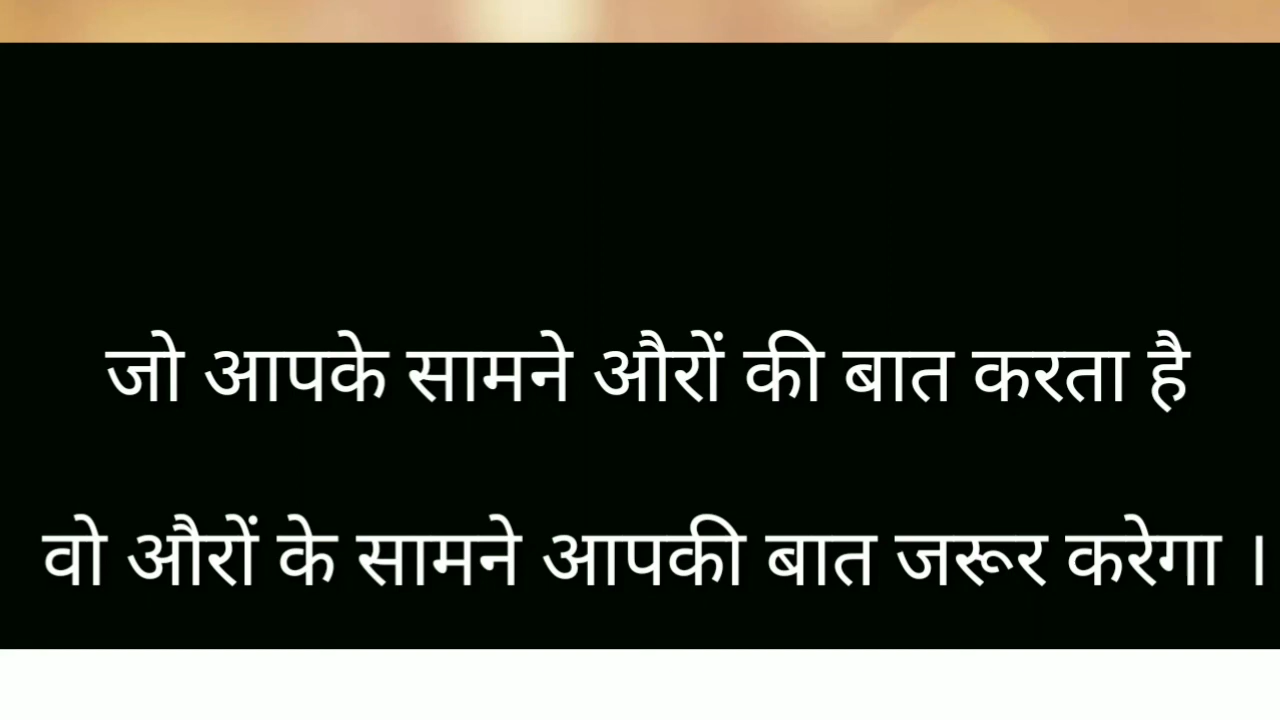 जो आपके सामने औरों की बात करता है
वो औरों के सामने आपकी बात जरूर करेगा ।